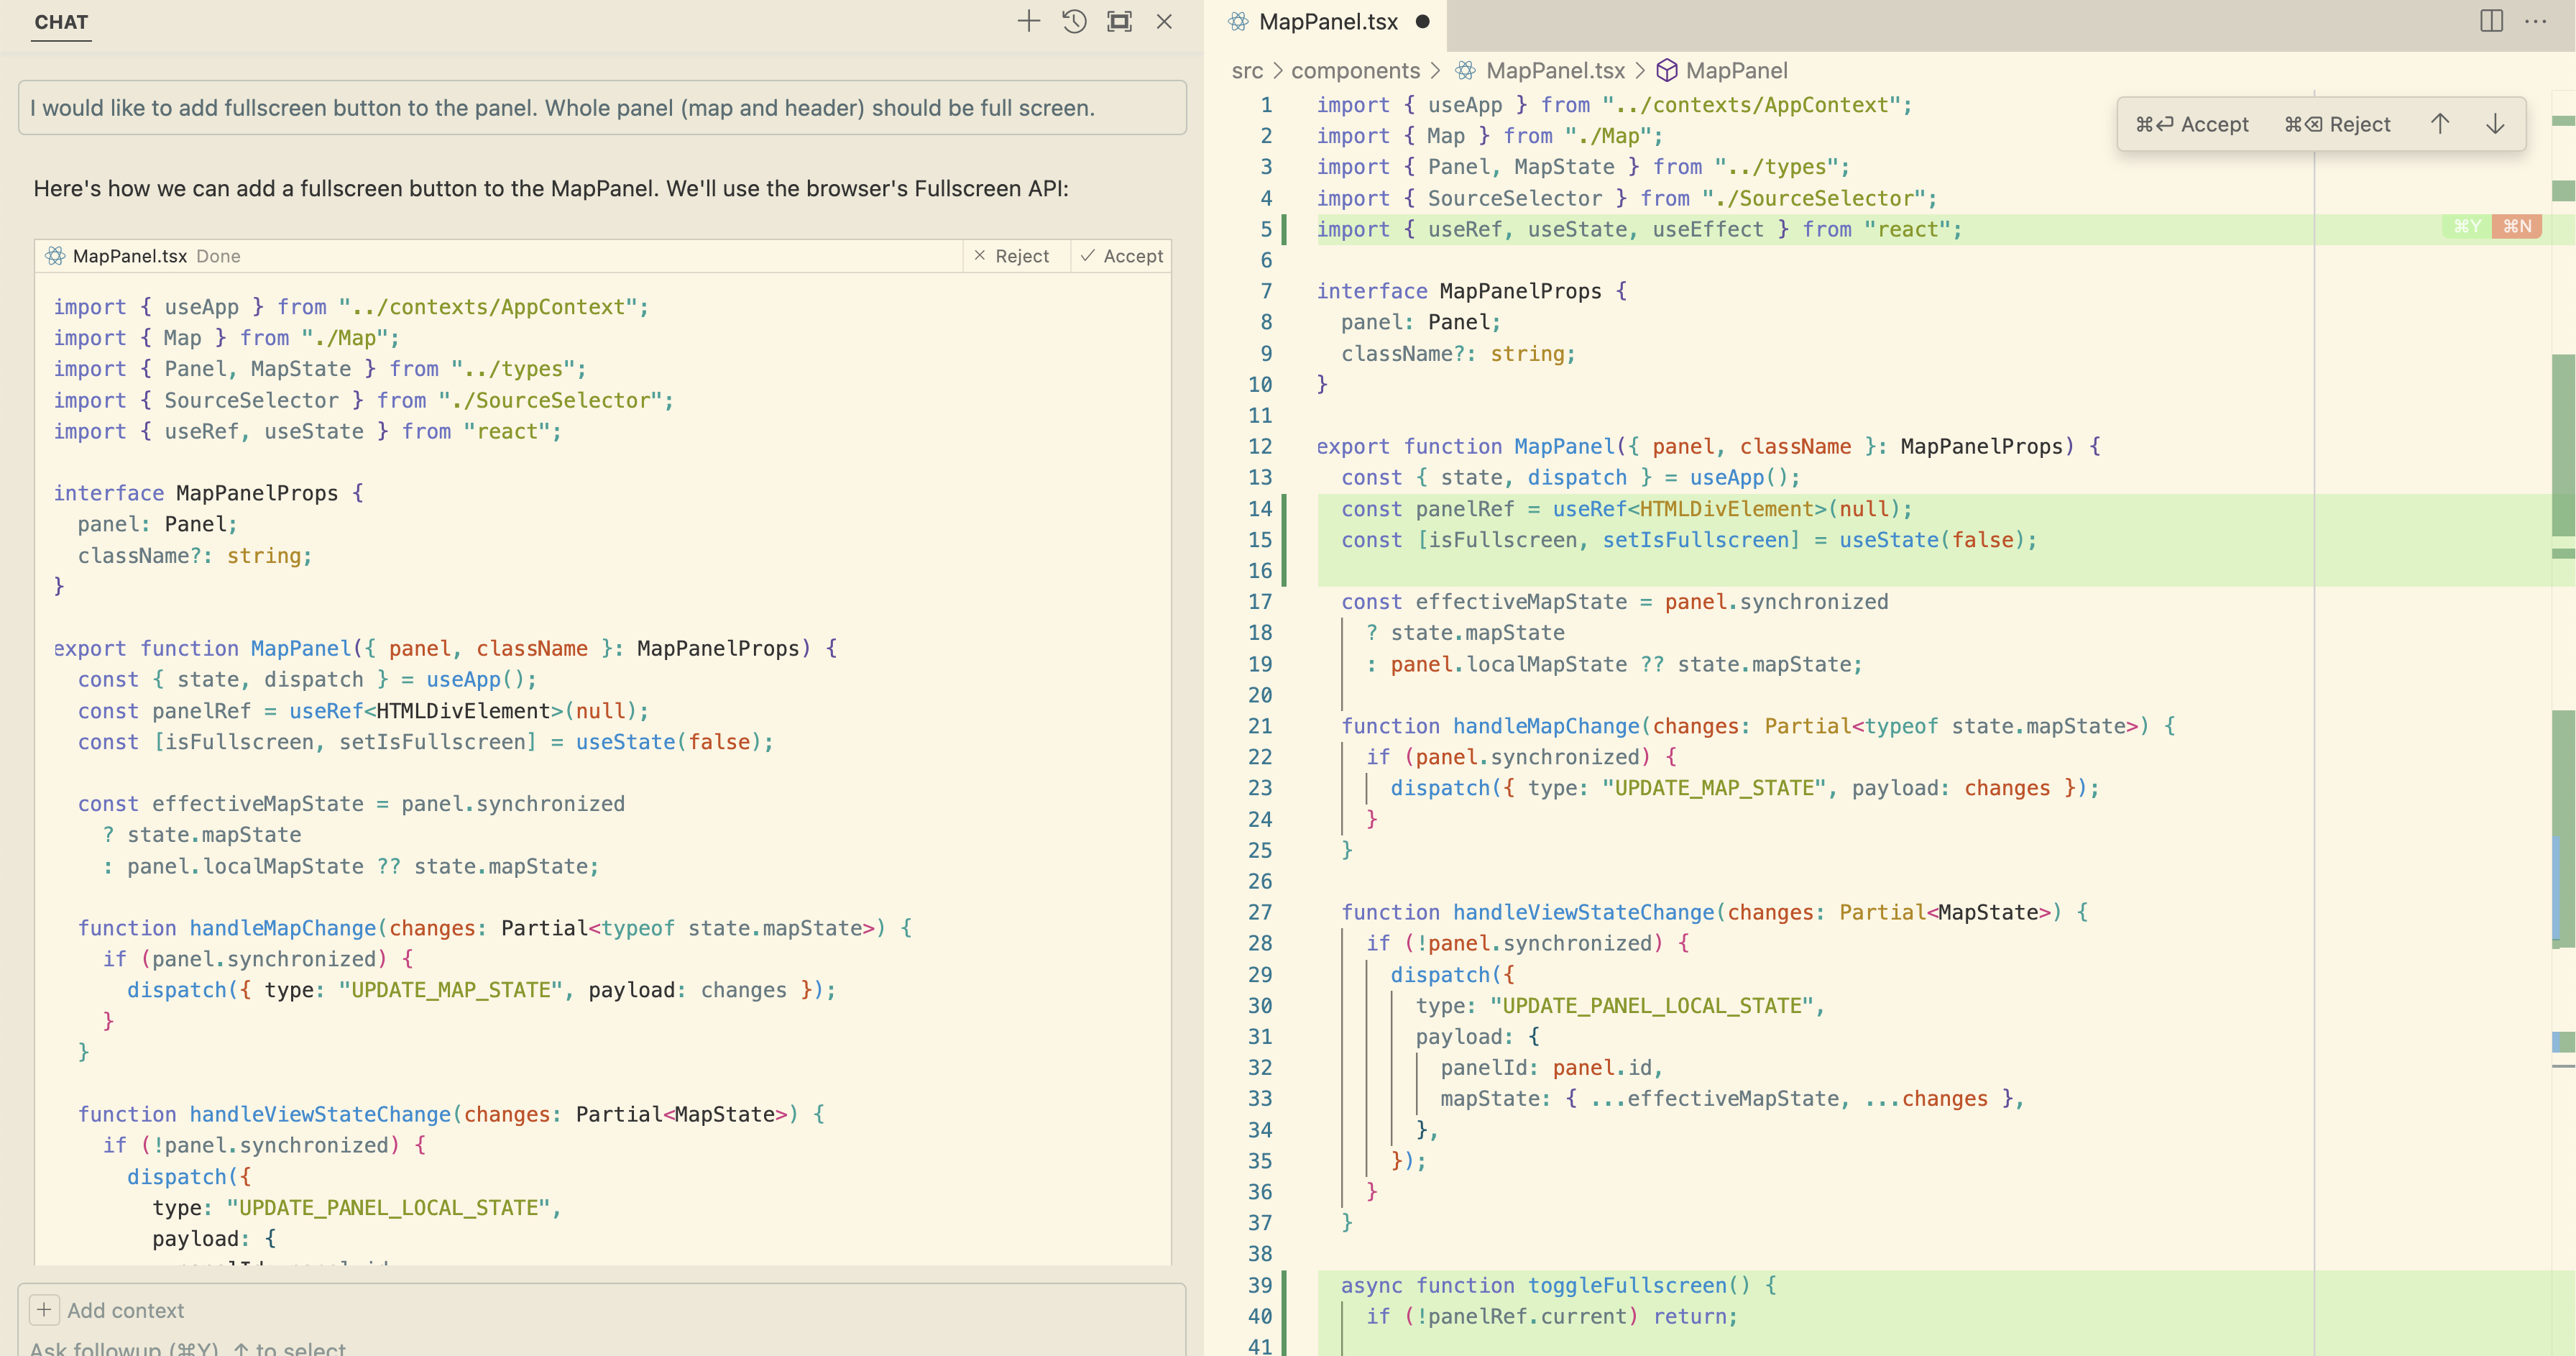 CHAT
I would like to add fullscreen button to the panel. Whole panel (map and header) should be full screen.
Here's how we can add a fullscreen button to the MapPanel. We'll use the browser's Fullscreen API:
MapPanel.tsx Done
× Reject
✓ Accept
import { useApp } from "../contexts/AppContext";
import { Map } from "./Map";
import { Panel, MapState } from "../types";
import { SourceSelector } from "./SourceSelector";
import { useRef, useState } from "react";
interface MapPanelProps {
  panel: Panel;
  className?: string;
}
export function MapPanel({ panel, className }: MapPanelProps) {
  const { state, dispatch } = useApp();
  const panelRef = useRef<HTMLDivElement>(null);
  const [isFullscreen, setIsFullscreen] = useState(false);
  const effectiveMapState = panel.synchronized
    ? state.mapState
    : panel.localMapState ?? state.mapState;
  function handleMapChange(changes: Partial<typeof state.mapState>) {
    if (panel.synchronized) {
      dispatch({ type: "UPDATE_MAP_STATE", payload: changes });
    }
  }
  function handleViewStateChange(changes: Partial<MapState>) {
    if (!panel.synchronized) {
      dispatch({
        type: "UPDATE_PANEL_LOCAL_STATE",
        payload: {
+ Add context
Ask followup (⌘Y), ↑ to select
MapPanel.tsx ●
src > components > MapPanel.tsx > MapPanel
⌘⏎ Accept ⌘⌫ Reject ↑ ↓
1 import { useApp } from "../contexts/AppContext";
2 import { Map } from "./Map";
3 import { Panel, MapState } from "../types";
4 import { SourceSelector } from "./SourceSelector";
5 import { useRef, useState, useEffect } from "react"; ⌘Y ⌘N
6
7 interface MapPanelProps {
8   panel: Panel;
9   className?: string;
10 }
11
12 export function MapPanel({ panel, className }: MapPanelProps) {
13   const { state, dispatch } = useApp();
14   const panelRef = useRef<HTMLDivElement>(null);
15   const [isFullscreen, setIsFullscreen] = useState(false);
16
17   const effectiveMapState = panel.synchronized
18     ? state.mapState
19     : panel.localMapState ?? state.mapState;
20
21   function handleMapChange(changes: Partial<typeof state.mapState>) {
22     if (panel.synchronized) {
23       dispatch({ type: "UPDATE_MAP_STATE", payload: changes });
24     }
25   }
26
27   function handleViewStateChange(changes: Partial<MapState>) {
28     if (!panel.synchronized) {
29       dispatch({
30         type: "UPDATE_PANEL_LOCAL_STATE",
31         payload: {
32           panelId: panel.id,
33           mapState: { ...effectiveMapState, ...changes },
34         },
35       });
36     }
37   }
38
39   async function toggleFullscreen() {
40     if (!panelRef.current) return;
41